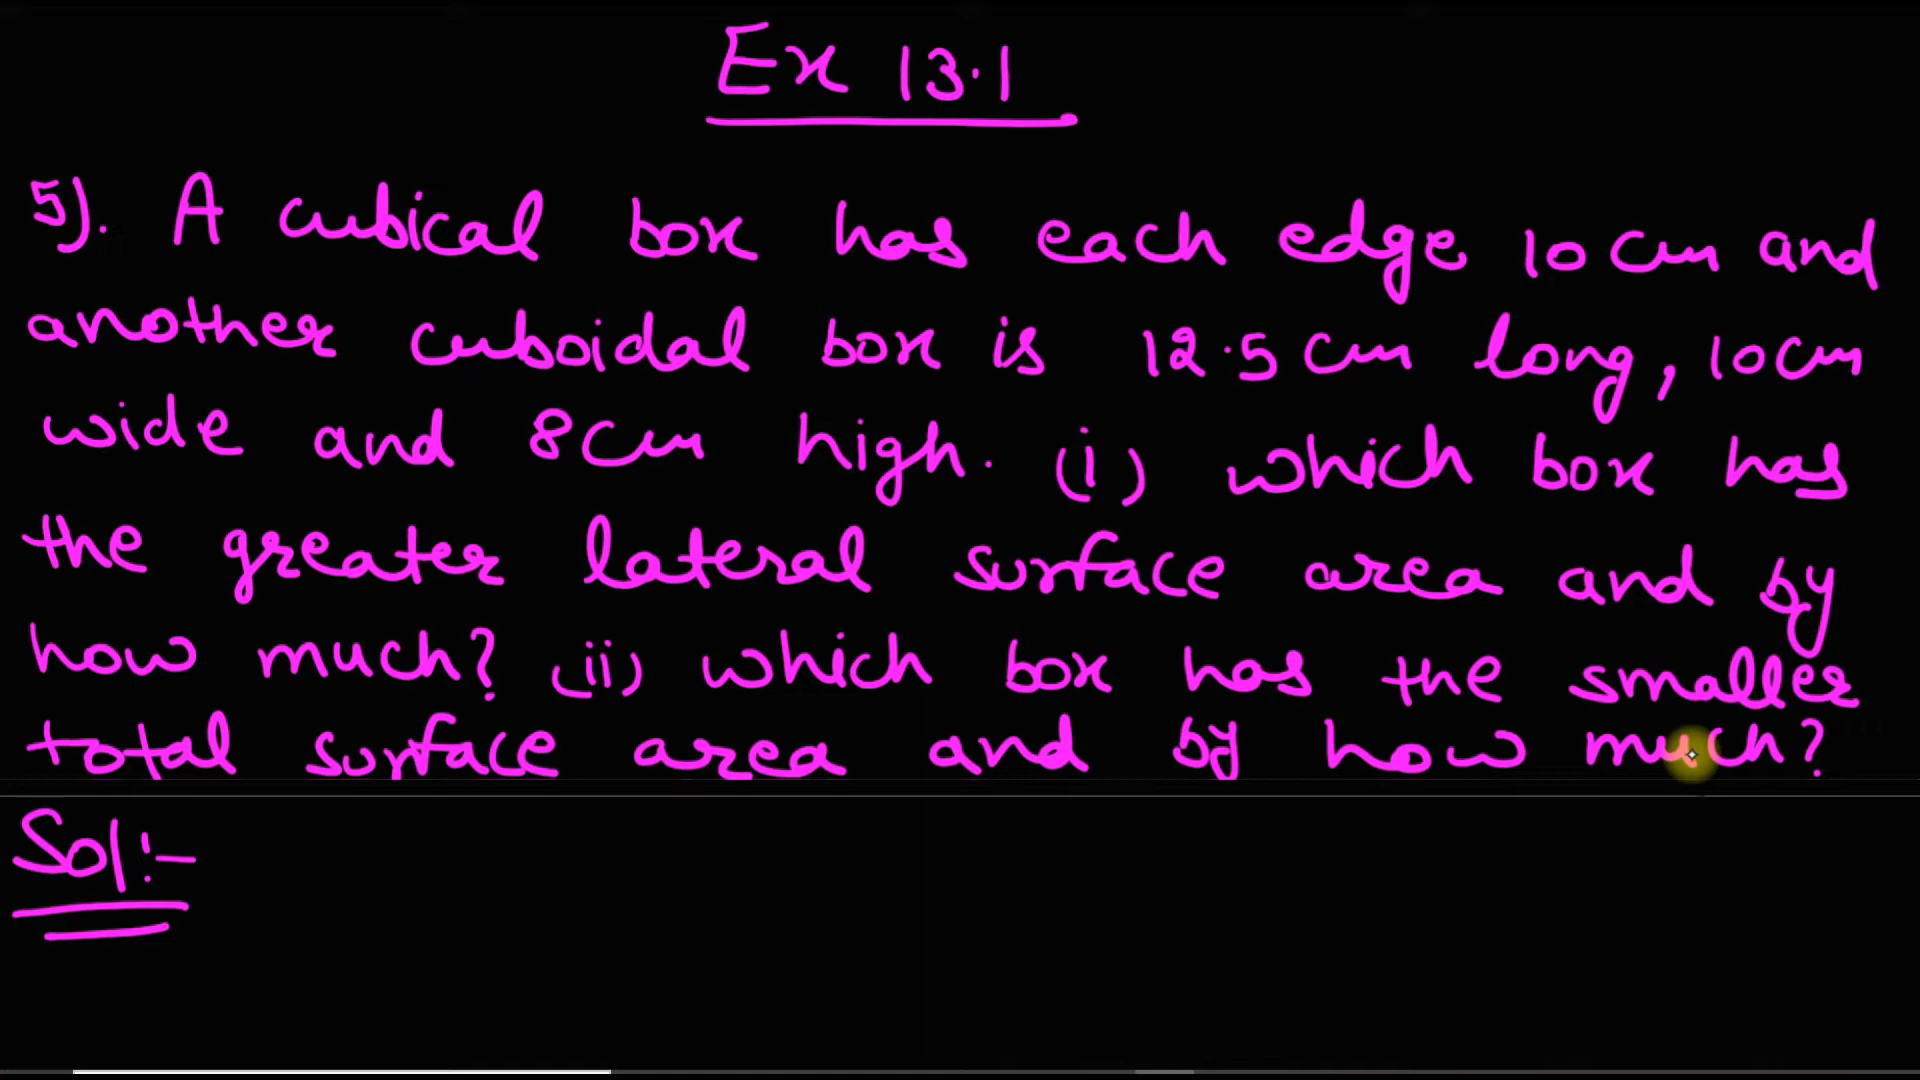 Ex 13.1
5). A cubical box has each edge 10 cm and
another cuboidal box is 12.5 cm long, 10cm
wide and 8cm high. (i) which box has
the greater lateral surface area and by
how much? (ii) which box has the smaller
total surface area and by how much?
Sol:-